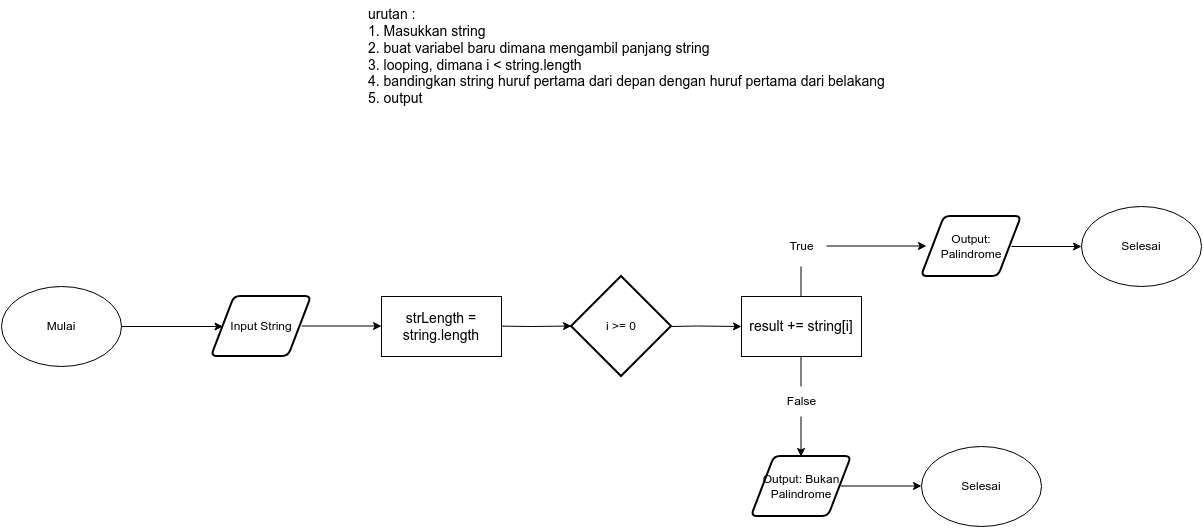 urutan :
1. Masukkan string
2. buat variabel baru dimana mengambil panjang string
3. looping, dimana i < string.length
4. bandingkan string huruf pertama dari depan dengan huruf pertama dari belakang
5. output
Mulai
Input String
strLength =
string.length
i >= 0
result += string[i]
True
Output:
Palindrome
Selesai
False
Output: Bukan
Palindrome
Selesai